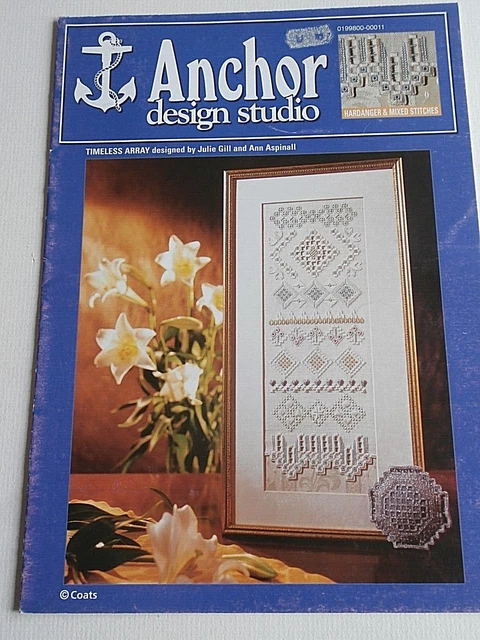 0199800-00011
Anchor
design studio
HARDANGER & MIXED STITCHES
TIMELESS ARRAY designed by Julie Gill and Ann Aspinall
© Coats